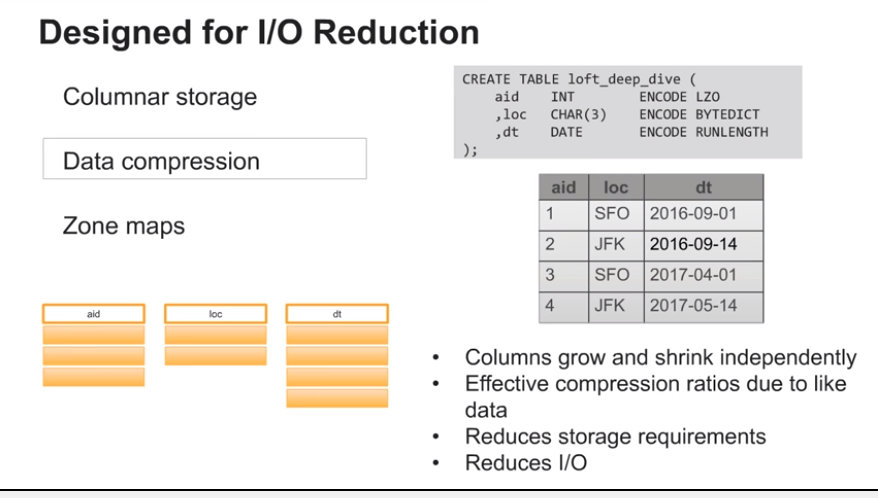 Designed for I/O Reduction
Columnar storage
Data compression
Zone maps
aid loc dt
CREATE TABLE loft_deep_dive (
aid INT ENCODE LZO
,loc CHAR(3) ENCODE BYTEDICT
,dt DATE ENCODE RUNLENGTH
);
aid loc dt
1 SFO 2016-09-01
2 JFK 2016-09-14
3 SFO 2017-04-01
4 JFK 2017-05-14
• Columns grow and shrink independently
• Effective compression ratios due to like
data
• Reduces storage requirements
• Reduces I/O